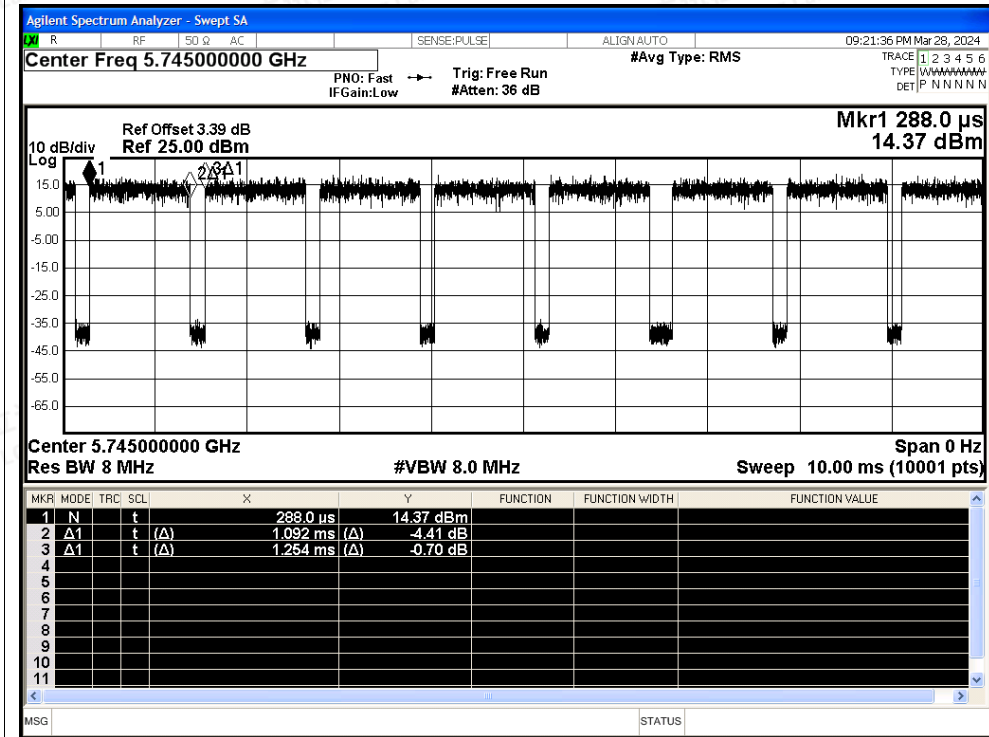 Agilent Spectrum Analyzer - Swept SA
LXI R RF 50 Ω AC SENSE:PULSE ALIGN AUTO 09:21:36 PM Mar 28, 2024
Center Freq 5.745000000 GHz #Avg Type: RMS TRACE 1 2 3 4 5 6
PNO: Fast Trig: Free Run TYPE WWWWWW
IFGain:Low #Atten: 36 dB DET P N N N N N
Mkr1 288.0 µs
14.37 dBm
Ref Offset 3.39 dB
10 dB/div Ref 25.00 dBm
Log
1 2Δ1 3Δ1
15.0
5.00
-5.00
-15.0
-25.0
-35.0
-45.0
-55.0
-65.0
Center 5.745000000 GHz Span 0 Hz
Res BW 8 MHz #VBW 8.0 MHz Sweep 10.00 ms (10001 pts)
MKR MODE TRC SCL X Y FUNCTION FUNCTION WIDTH FUNCTION VALUE
1 N t 288.0 µs 14.37 dBm
2 Δ1 t (Δ) 1.092 ms (Δ) -4.41 dB
3 Δ1 t (Δ) 1.254 ms (Δ) -0.70 dB
4
5
6
7
8
9
10
11
MSG STATUS